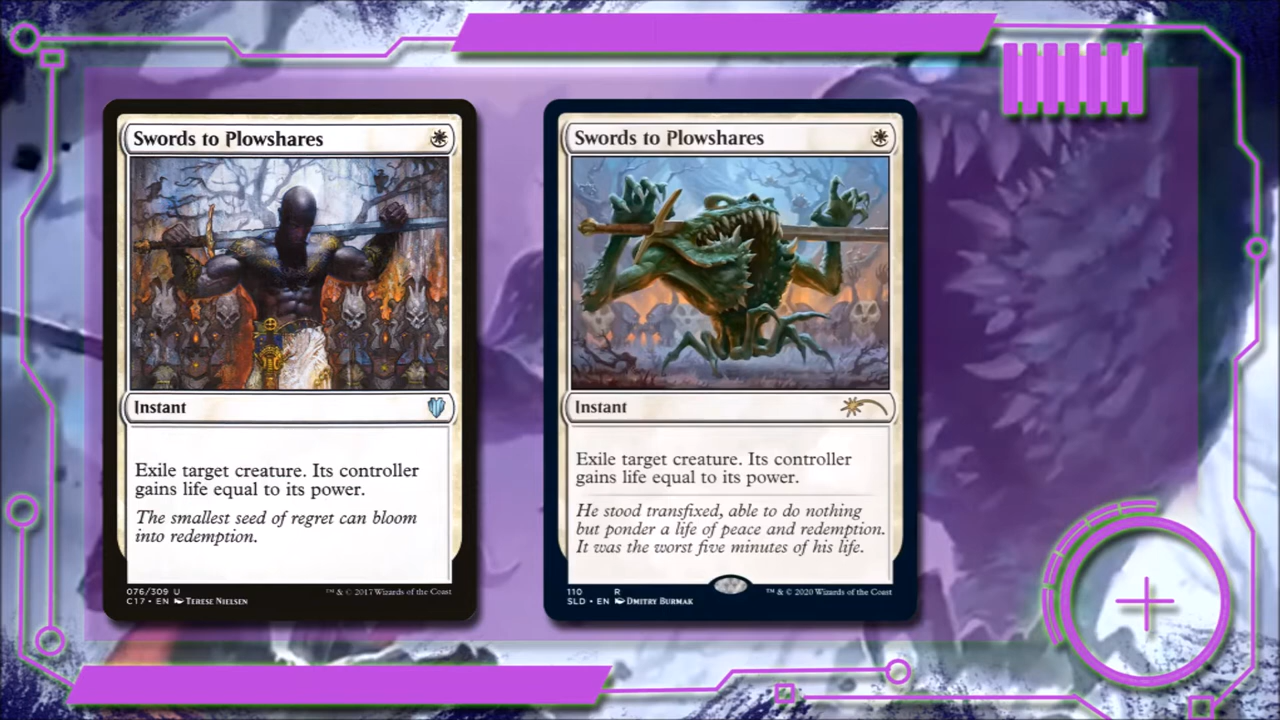 Swords to Plowshares
Instant
Exile target creature. Its controller
gains life equal to its power.
The smallest seed of regret can bloom
into redemption.
076/309 U
C17 • EN TERESE NIELSEN
™ & © 2017 Wizards of the Coast
Swords to Plowshares
Instant
Exile target creature. Its controller
gains life equal to its power.
He stood transfixed, able to do nothing
but ponder a life of peace and redemption.
It was the worst five minutes of his life.
110 R
SLD • EN DMITRY BURMAK
™ & © 2020 Wizards of the Coast